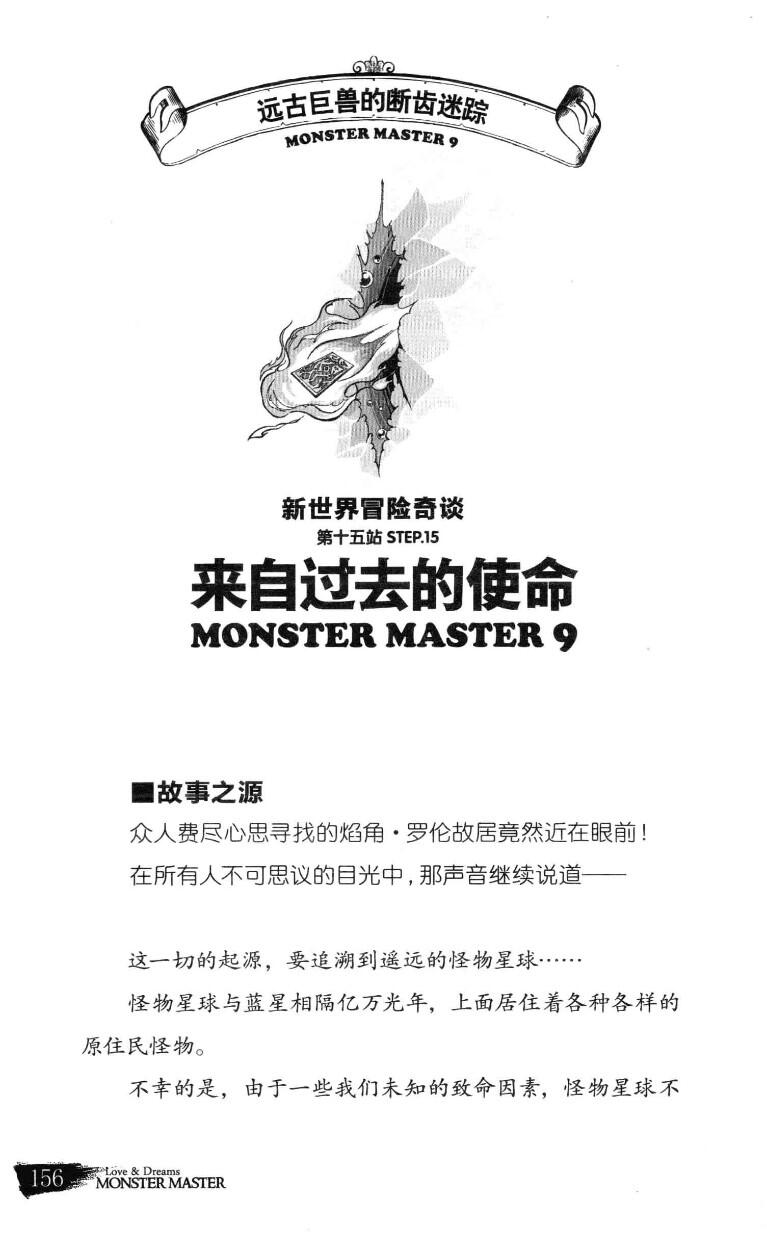 远古巨兽的断齿迷踪
MONSTER MASTER 9
新世界冒险奇谈
第十五站 STEP.15
来自过去的使命
MONSTER MASTER 9
■故事之源
众人费尽心思寻找的焰角·罗伦故居竟然近在眼前!
在所有人不可思议的目光中,那声音继续说道——
这一切的起源，要追溯到遥远的怪物星球……
怪物星球与蓝星相隔亿万光年，上面居住着各种各样的
原住民怪物。
不幸的是，由于一些我们未知的致命因素，怪物星球不
156
Love & Dreams
MONSTER MASTER